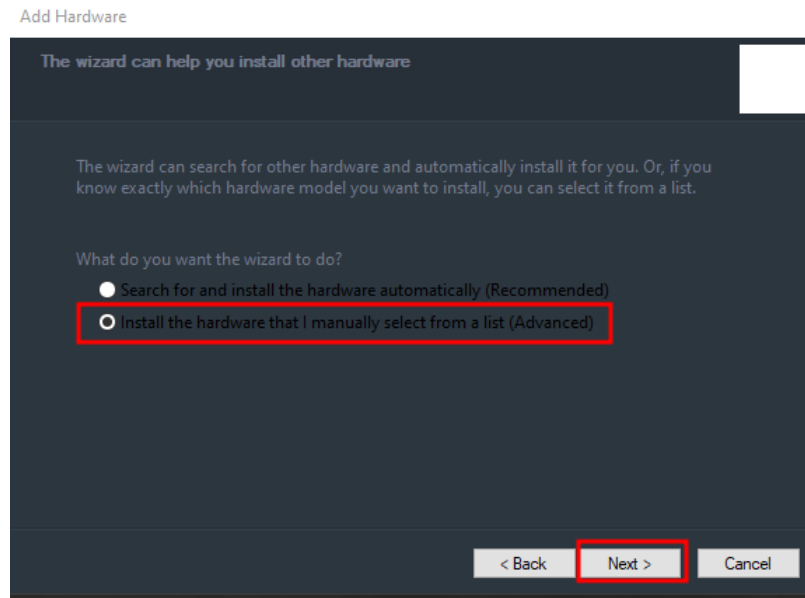 Add Hardware
The wizard can help you install other hardware
The wizard can search for other hardware and automatically install it for you. Or, if you
know exactly which hardware model you want to install, you can select it from a list.
What do you want the wizard to do?
Search for and install the hardware automatically (Recommended)
Install the hardware that I manually select from a list (Advanced)
< Back Next > Cancel